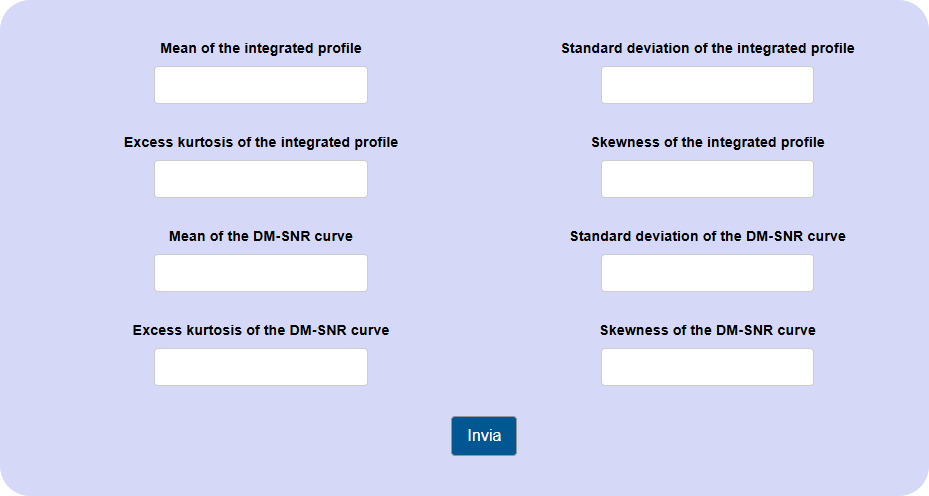 Mean of the integrated profile
Standard deviation of the integrated profile
Excess kurtosis of the integrated profile
Skewness of the integrated profile
Mean of the DM-SNR curve
Standard deviation of the DM-SNR curve
Excess kurtosis of the DM-SNR curve
Skewness of the DM-SNR curve
Invia